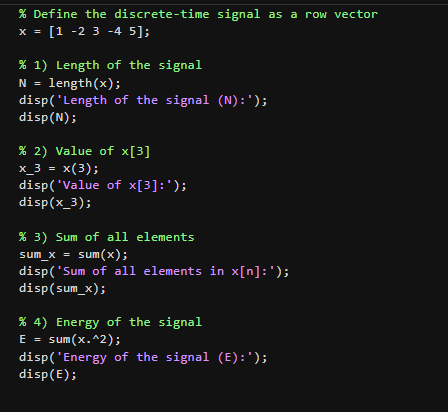 % Define the discrete-time signal as a row vector
x = [1 -2 3 -4 5];
% 1) Length of the signal
N = length(x);
disp('Length of the signal (N):');
disp(N);
% 2) Value of x[3]
x_3 = x(3);
disp('Value of x[3]:');
disp(x_3);
% 3) Sum of all elements
sum_x = sum(x);
disp('Sum of all elements in x[n]:');
disp(sum_x);
% 4) Energy of the signal
E = sum(x.^2);
disp('Energy of the signal (E):');
disp(E);